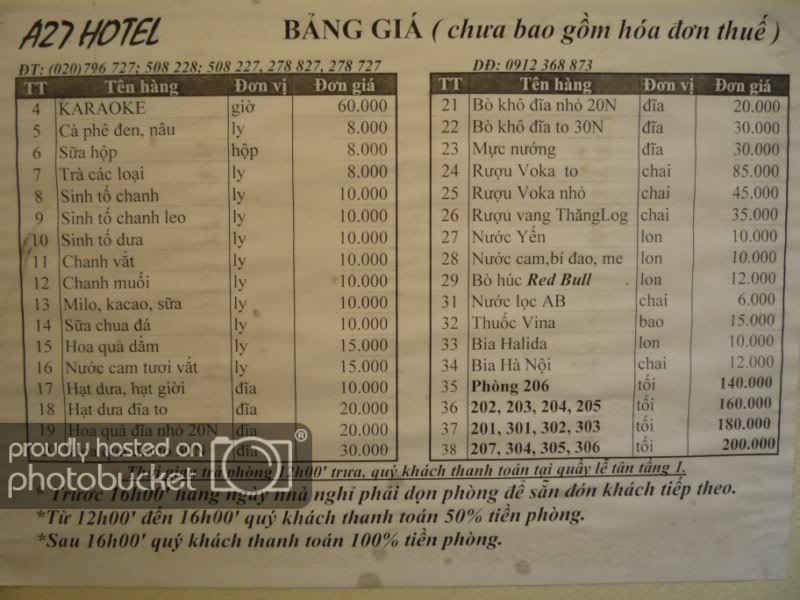 A27 HOTEL
BẢNG GIÁ ( chưa bao gồm hóa đơn thuế )
ĐT: (020)796 727; 508 228; 508 227, 278 827, 278 727
DĐ: 0912 368 873
TT Tên hàng Đơn vị Đơn giá
4 KARAOKE giờ 60.000
5 Cà phê đen, nâu ly 8.000
6 Sữa hộp hộp 8.000
7 Trà các loại ly 8.000
8 Sinh tố chanh ly 10.000
9 Sinh tố chanh leo ly 10.000
10 Sinh tố dưa ly 10.000
11 Chanh vắt ly 10.000
12 Chanh muối ly 10.000
13 Milo, kacao, sữa ly 10.000
14 Sữa chua đá ly 10.000
15 Hoa quả dằm ly 15.000
16 Nước cam tươi vắt ly 15.000
17 Hạt dưa, hạt giời đĩa 10.000
18 Hạt dưa đĩa to đĩa 20.000
19 Hoa quả đĩa nhỏ 20N đĩa 20.000
30.000
TT Tên hàng Đơn vị Đơn giá
21 Bò khô đĩa nhỏ 20N đĩa 20.000
22 Bò khô đĩa to 30N đĩa 30.000
23 Mực nướng đĩa 30.000
24 Rượu Voka to chai 85.000
25 Rượu Voka nhỏ chai 45.000
26 Rượu vang ThăngLog chai 35.000
27 Nước Yến lon 10.000
28 Nước cam,bí đao, me lon 10.000
29 Bò húc Red Bull lon 12.000
31 Nước lọc AB chai 6.000
32 Thuốc Vina bao 15.000
33 Bia Halida lon 10.000
34 Bia Hà Nội chai 12.000
35 Phòng 206 tối 140.000
36 202, 203, 204, 205 tối 160.000
37 201, 301, 302, 303 tối 180.000
38 207, 304, 305, 306 tối 200.000
Thời gian trả phòng 12h00' trưa, quý khách thanh toán tại quầy lễ tân tầng 1.
* Trước 16h00' hàng ngày nhà nghỉ phải dọn phòng để sẵn đón khách tiếp theo.
*Từ 12h00' đến 16h00' quý khách thanh toán 50% tiền phòng.
*Sau 16h00' quý khách thanh toán 100% tiền phòng.
proudly hosted on
photobucket